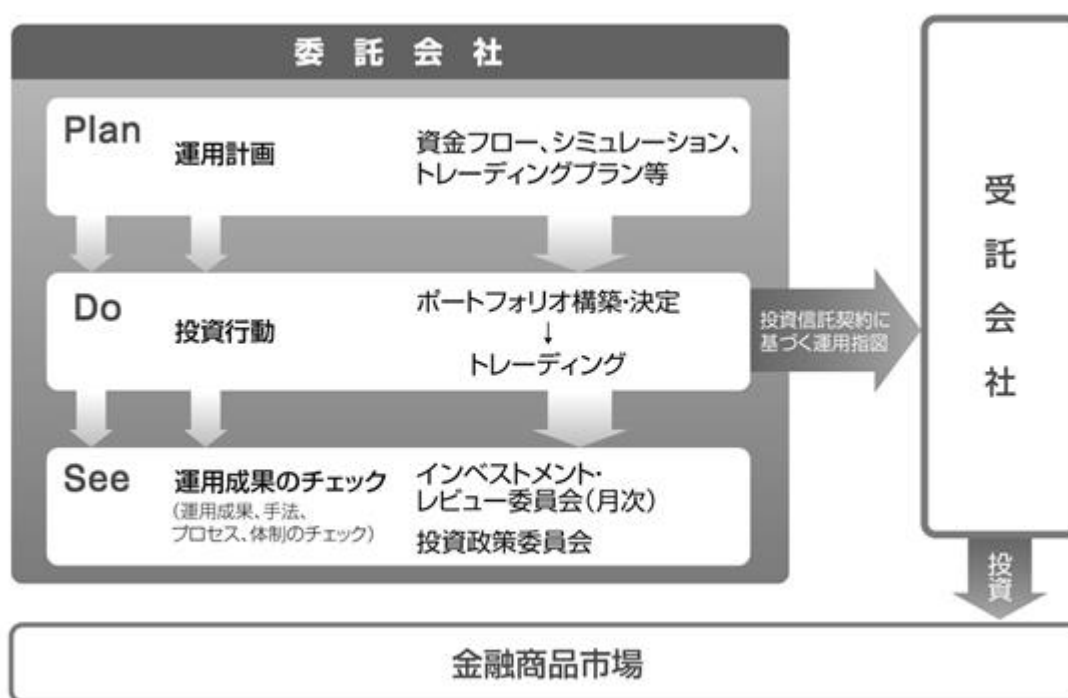 委託会社
Plan
運用計画
資金フロー、シミュレーション、
トレーディングプラン等
Do
投資行動
ポートフォリオ構築・決定
↓
トレーディング
See
運用成果のチェック
(運用成果、手法、
プロセス、体制のチェック)
インベストメント・
レビュー委員会(月次)
投資政策委員会
投資信託契約に
基づく運用指図
受託会社
投資
金融商品市場